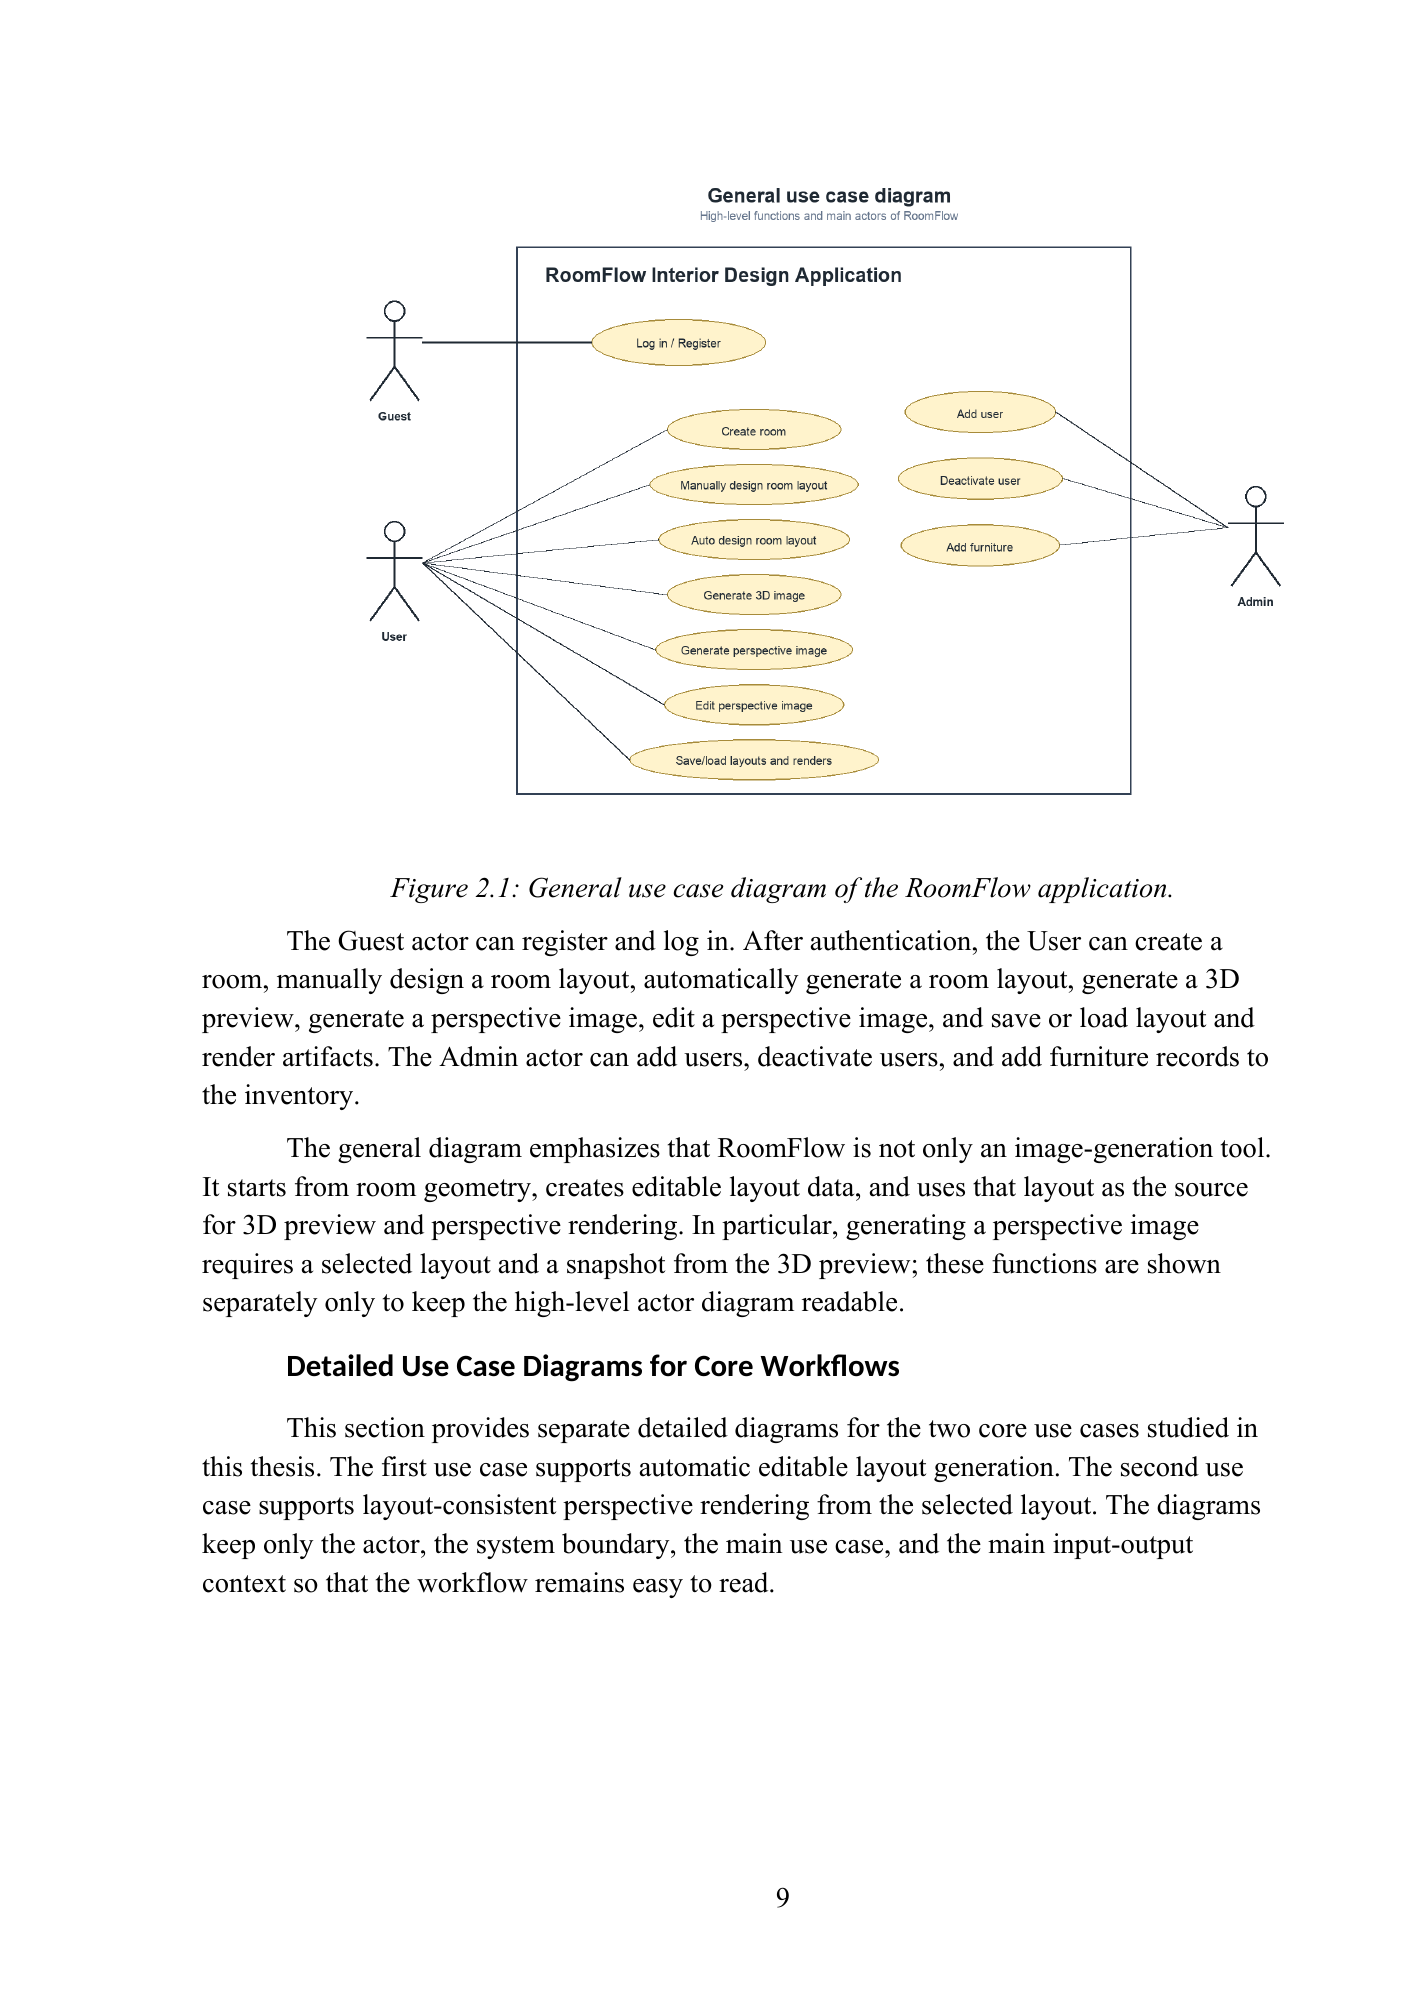 General use case diagram
High-level functions and main actors of RoomFlow
RoomFlow Interior Design Application
Log in / Register
Guest
Add user
Create room
Deactivate user
Manually design room layout
Auto design room layout
Add furniture
Generate 3D image
Admin
User
Generate perspective image
Edit perspective image
Save/load layouts and renders
Figure 2.1: General use case diagram of the RoomFlow application.
The Guest actor can register and log in. After authentication, the User can create a
room, manually design a room layout, automatically generate a room layout, generate a 3D
preview, generate a perspective image, edit a perspective image, and save or load layout and
render artifacts. The Admin actor can add users, deactivate users, and add furniture records to
the inventory.
The general diagram emphasizes that RoomFlow is not only an image-generation tool.
It starts from room geometry, creates editable layout data, and uses that layout as the source
for 3D preview and perspective rendering. In particular, generating a perspective image
requires a selected layout and a snapshot from the 3D preview; these functions are shown
separately only to keep the high-level actor diagram readable.
Detailed Use Case Diagrams for Core Workflows
This section provides separate detailed diagrams for the two core use cases studied in
this thesis. The first use case supports automatic editable layout generation. The second use
case supports layout-consistent perspective rendering from the selected layout. The diagrams
keep only the actor, the system boundary, the main use case, and the main input-output
context so that the workflow remains easy to read.
9